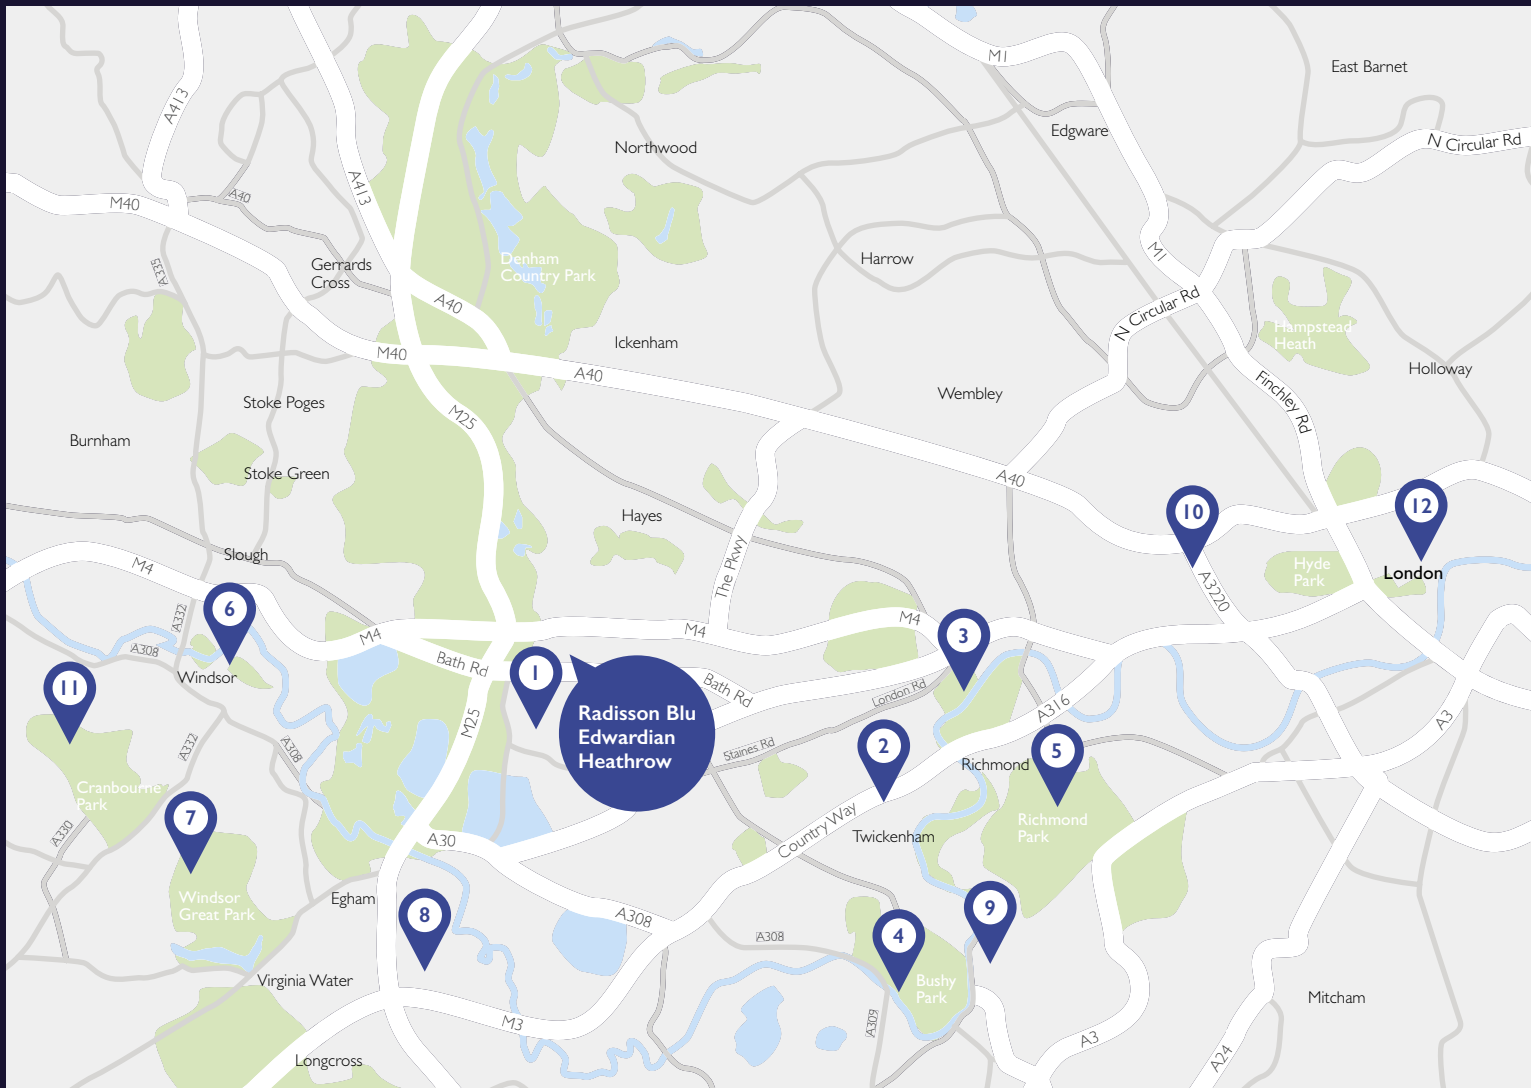 M1
East Barnet
A413
Edgware
N Circular Rd
Northwood
A413
A40
M40
M1
Harrow
A335
Gerrards
Cross
Denham
Country Park
A40
N Circular Rd
Hampstead
Heath
Ickenham
M40
A40
Holloway
Finchley Rd
Wembley
Stoke Poges
M25
Burnham
Stoke Green
A40
12
10
Hayes
Slough
The Pkwy
Hyde
Park
London
M4
A3220
6
A332
M4
M4
M4
3
A308
Bath Rd
1
Windsor
11
Bath Rd
London Rd
A316
Radisson Blu
Edwardian
Heathrow
M25
A3
A332
A308
Staines Rd
2
5
Richmond
Cranbourne
Park
7
Country Way
Richmond
Park
A330
A30
Twickenham
Windsor
Great Park
Egham
8
A308
9
A308
4
Virginia Water
Bushy
Park
Mitcham
M3
A309
A3
Longcross
A24